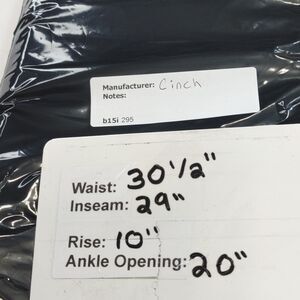 Manufacturer: Cinch
Notes:
b15i 295
Waist: 30 1/2"
Inseam: 29"
Rise: 10"
Ankle Opening: 20"